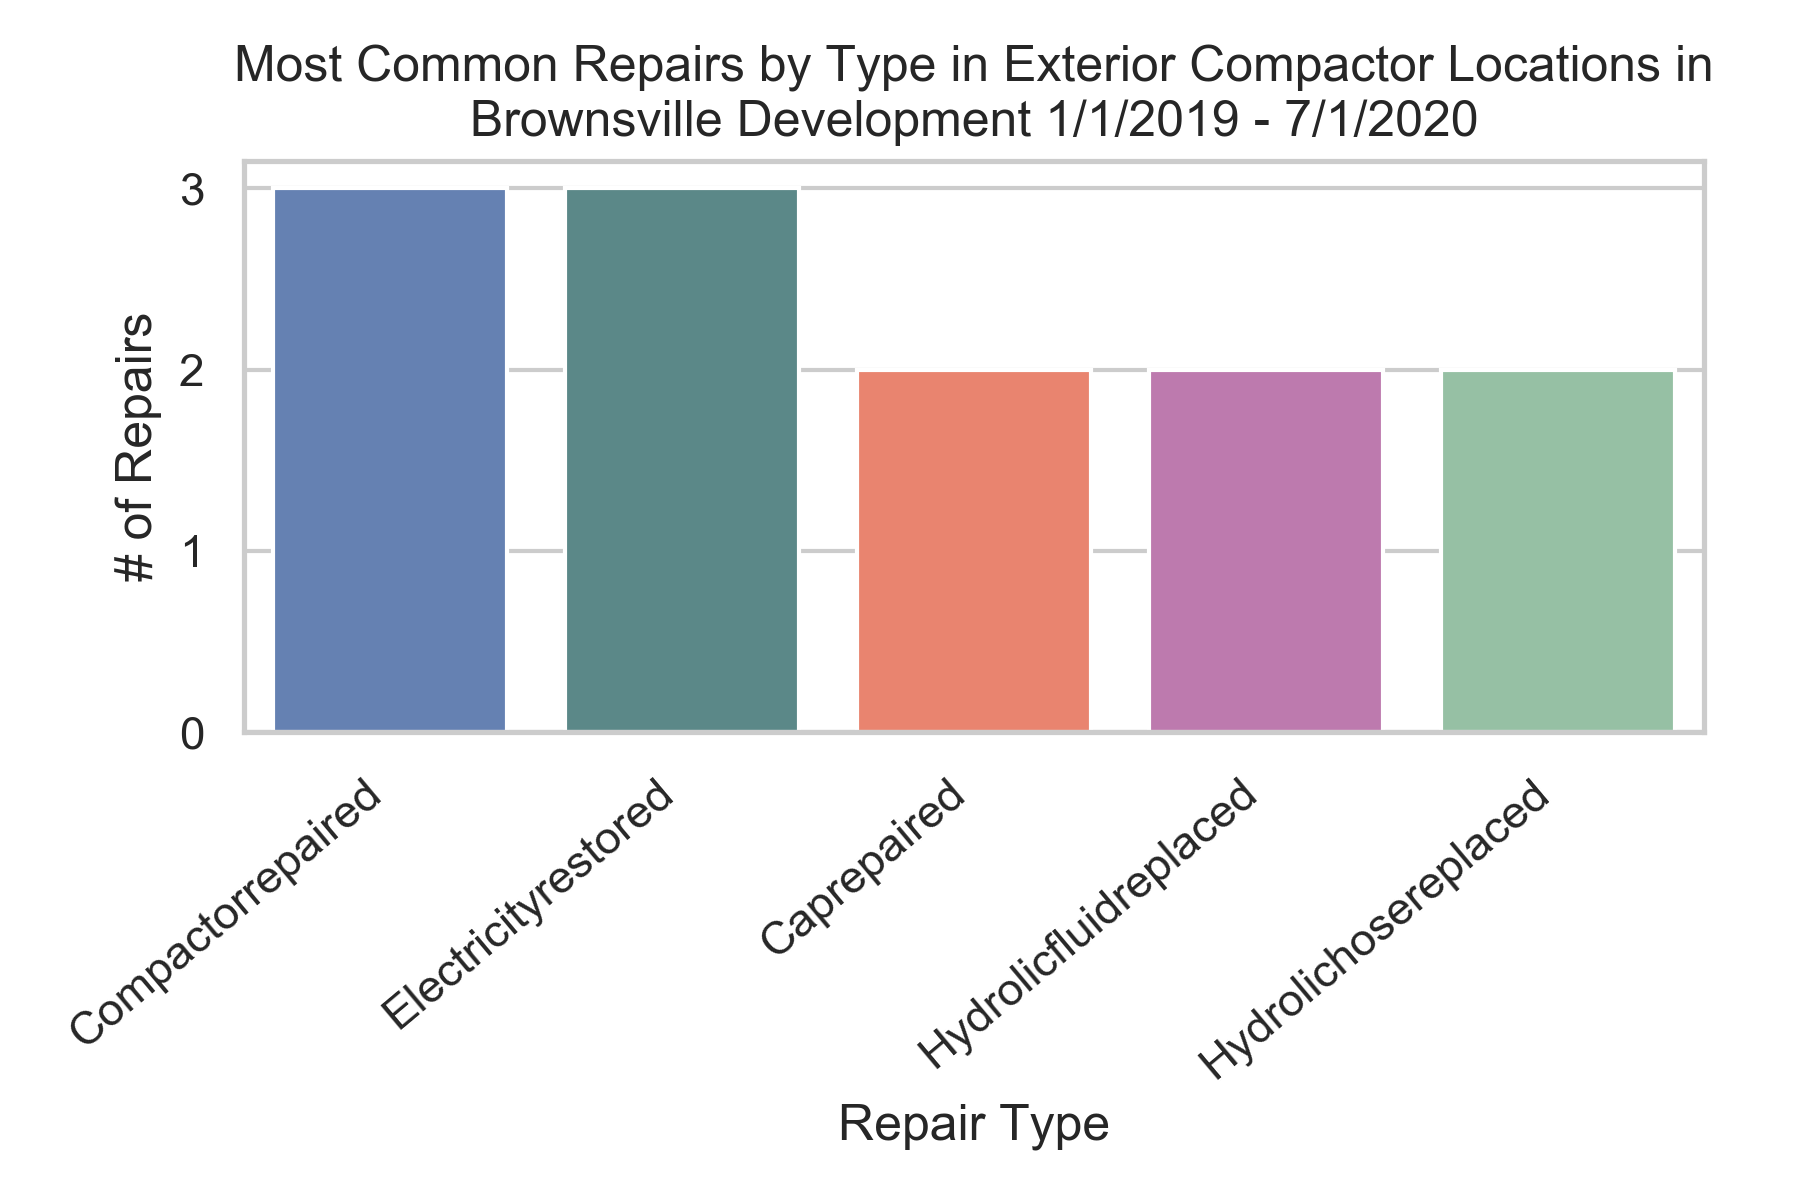 Most Common Repairs by Type in Exterior Compactor Locations in
Brownsville Development 1/1/2019 - 7/1/2020
# of Repairs
3
2
1
0
Compactorrepaired
Electricityrestored
Caprepaired
Hydrolicfluidreplaced
Hydrolichosereplaced
Repair Type